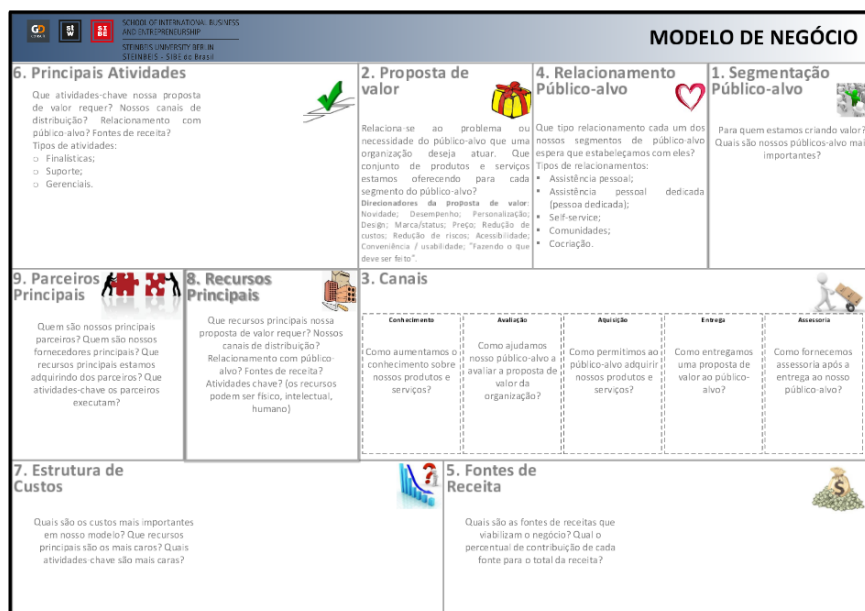 SCHOOL OF INTERNATIONAL BUSINESS
AND ENTREPRENEURSHIP
STEINBEIS UNIVERSITY BERLIN
STEINBEIS - SIBE do Brasil
MODELO DE NEGÓCIO
6. Principais Atividades
Que atividades-chave nossa proposta
de valor requer? Nossos canais de
distribuição? Relacionamento com
público-alvo? Fontes de receita?
Tipos de atividades:
Finalísticas;
Suporte;
Gerenciais.
2. Proposta de
valor
Relaciona-se ao problema ou
necessidade do público-alvo que uma
organização deseja atuar. Que
conjunto de produtos e serviços
estamos oferecendo para cada
segmento do público-alvo?
Direcionadores da proposta de valor:
Novidade; Desempenho; Personalização;
Design; Marca/status; Preço; Redução de
custos; Redução de riscos; Acessibilidade;
Conveniência / usabilidade; "Fazendo o que
deve ser feito".
4. Relacionamento
Público-alvo
Que tipo relacionamento cada um dos
nossos segmentos de público-alvo
espera que estabeleçamos com eles?
Tipos de relacionamentos:
Assistência pessoal;
Assistência pessoal dedicada
(pessoa dedicada);
Self-service;
Comunidades;
Cocriação.
1. Segmentação
Público-alvo
Para quem estamos criando valor?
Quais são nossos públicos-alvo mais
importantes?
9. Parceiros
Principais
Quem são nossos principais
parceiros? Quem são nossos
fornecedores principais? Que
recursos principais estamos
adquirindo dos parceiros? Que
atividades-chave os parceiros
executam?
8. Recursos
Principais
Que recursos principais nossa
proposta de valor requer? Nossos
canais de distribuição?
Relacionamento com público-
alvo? Fontes de receita?
Atividades chave? (os recursos
podem ser físico, intelectual,
humano)
3. Canais
Conhecimento
Como aumentamos o
conhecimento sobre
nossos produtos e
serviços?
Avaliação
Como ajudamos
nosso público-alvo a
avaliar a proposta de
valor da
organização?
Aquisição
Como permitimos ao
público-alvo adquirir
nossos produtos e
serviços?
Entrega
Como entregamos
uma proposta de
valor ao público-
alvo?
Assessoria
Como fornecemos
assessoria após a
entrega ao nosso
público-alvo?
7. Estrutura de
Custos
Quais são os custos mais importantes
em nosso modelo? Que recursos
principais são os mais caros? Quais
atividades-chave são mais caras?
5. Fontes de
Receita
Quais são as fontes de receitas que
viabilizam o negócio? Qual o
percentual de contribuição de cada
fonte para o total da receita?